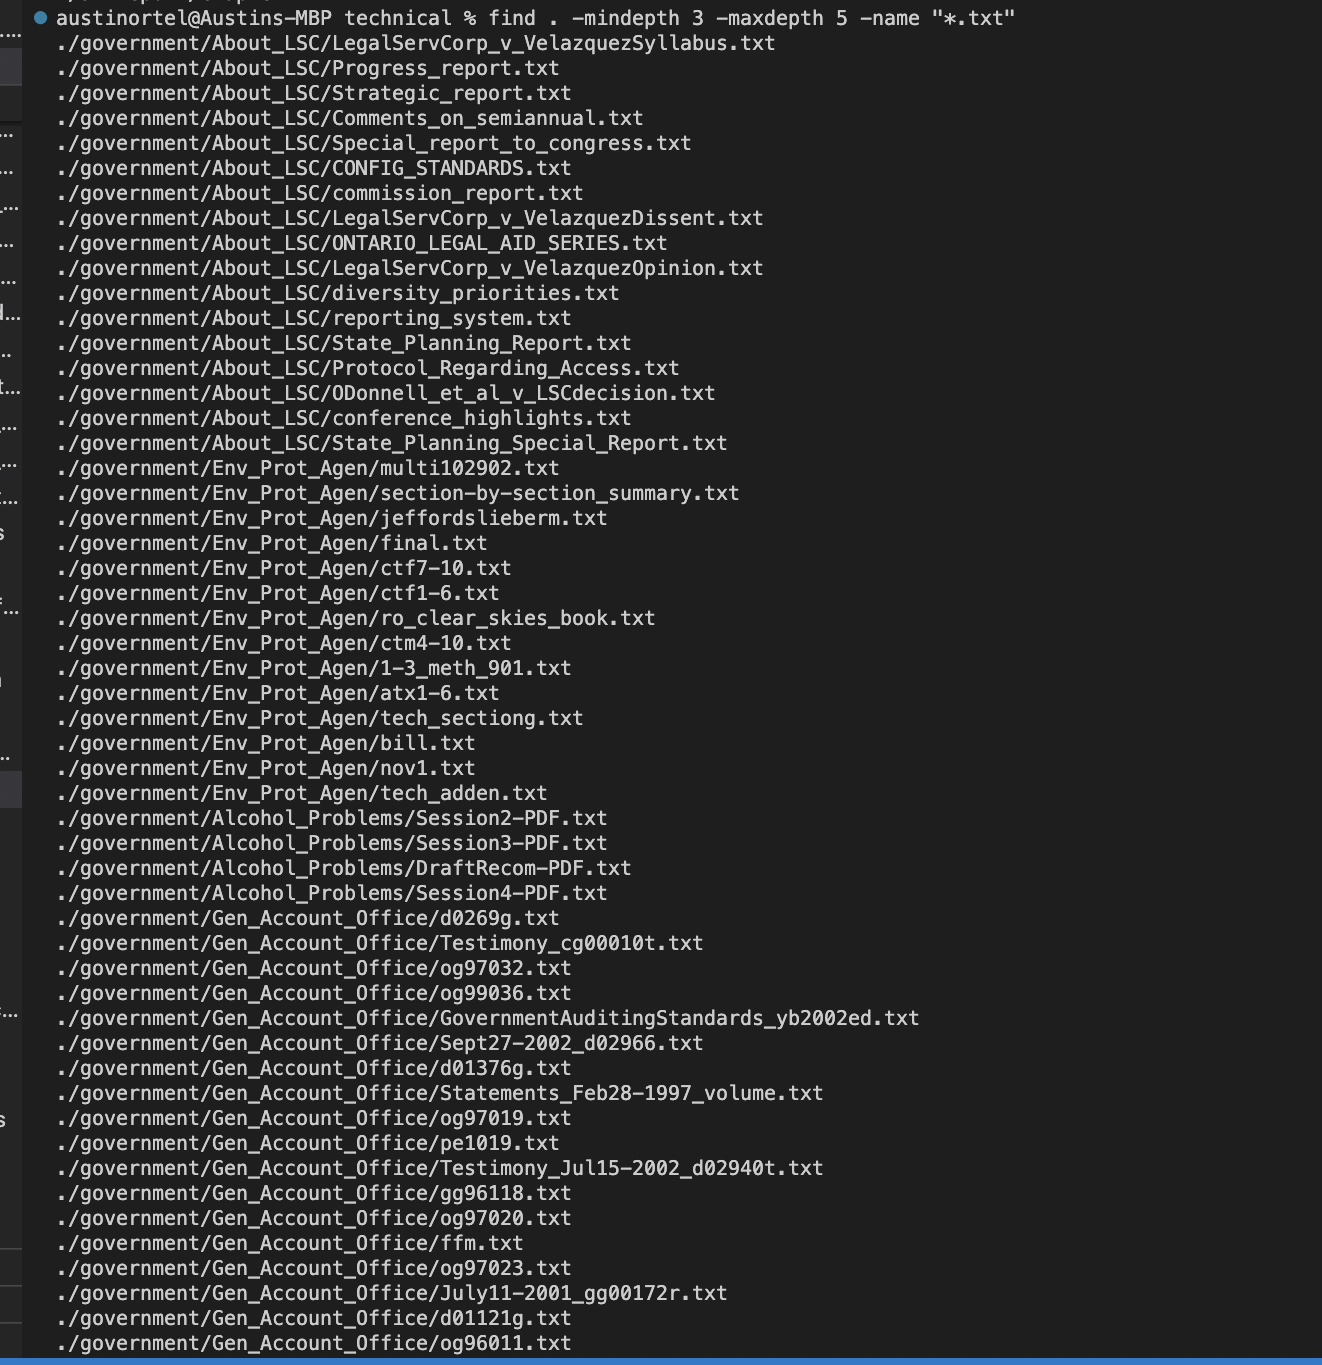 austinortel@Austins-MBP technical % find . -mindepth 3 -maxdepth 5 -name "*.txt"
./government/About_LSC/LegalServCorp_v_VelazquezSyllabus.txt
./government/About_LSC/Progress_report.txt
./government/About_LSC/Strategic_report.txt
./government/About_LSC/Comments_on_semiannual.txt
./government/About_LSC/Special_report_to_congress.txt
./government/About_LSC/CONFIG_STANDARDS.txt
./government/About_LSC/commission_report.txt
./government/About_LSC/LegalServCorp_v_VelazquezDissent.txt
./government/About_LSC/ONTARIO_LEGAL_AID_SERIES.txt
./government/About_LSC/LegalServCorp_v_VelazquezOpinion.txt
./government/About_LSC/diversity_priorities.txt
./government/About_LSC/reporting_system.txt
./government/About_LSC/State_Planning_Report.txt
./government/About_LSC/Protocol_Regarding_Access.txt
./government/About_LSC/ODonnell_et_al_v_LSCdecision.txt
./government/About_LSC/conference_highlights.txt
./government/About_LSC/State_Planning_Special_Report.txt
./government/Env_Prot_Agen/multi102902.txt
./government/Env_Prot_Agen/section-by-section_summary.txt
./government/Env_Prot_Agen/jeffordslieberm.txt
./government/Env_Prot_Agen/final.txt
./government/Env_Prot_Agen/ctf7-10.txt
./government/Env_Prot_Agen/ctf1-6.txt
./government/Env_Prot_Agen/ro_clear_skies_book.txt
./government/Env_Prot_Agen/ctm4-10.txt
./government/Env_Prot_Agen/1-3_meth_901.txt
./government/Env_Prot_Agen/atx1-6.txt
./government/Env_Prot_Agen/tech_sectiong.txt
./government/Env_Prot_Agen/bill.txt
./government/Env_Prot_Agen/nov1.txt
./government/Env_Prot_Agen/tech_adden.txt
./government/Alcohol_Problems/Session2-PDF.txt
./government/Alcohol_Problems/Session3-PDF.txt
./government/Alcohol_Problems/DraftRecom-PDF.txt
./government/Alcohol_Problems/Session4-PDF.txt
./government/Gen_Account_Office/d0269g.txt
./government/Gen_Account_Office/Testimony_cg00010t.txt
./government/Gen_Account_Office/og97032.txt
./government/Gen_Account_Office/og99036.txt
./government/Gen_Account_Office/GovernmentAuditingStandards_yb2002ed.txt
./government/Gen_Account_Office/Sept27-2002_d02966.txt
./government/Gen_Account_Office/d01376g.txt
./government/Gen_Account_Office/Statements_Feb28-1997_volume.txt
./government/Gen_Account_Office/og97019.txt
./government/Gen_Account_Office/pe1019.txt
./government/Gen_Account_Office/Testimony_Jul15-2002_d02940t.txt
./government/Gen_Account_Office/gg96118.txt
./government/Gen_Account_Office/og97020.txt
./government/Gen_Account_Office/ffm.txt
./government/Gen_Account_Office/og97023.txt
./government/Gen_Account_Office/July11-2001_gg00172r.txt
./government/Gen_Account_Office/d01121g.txt
./government/Gen_Account_Office/og96011.txt